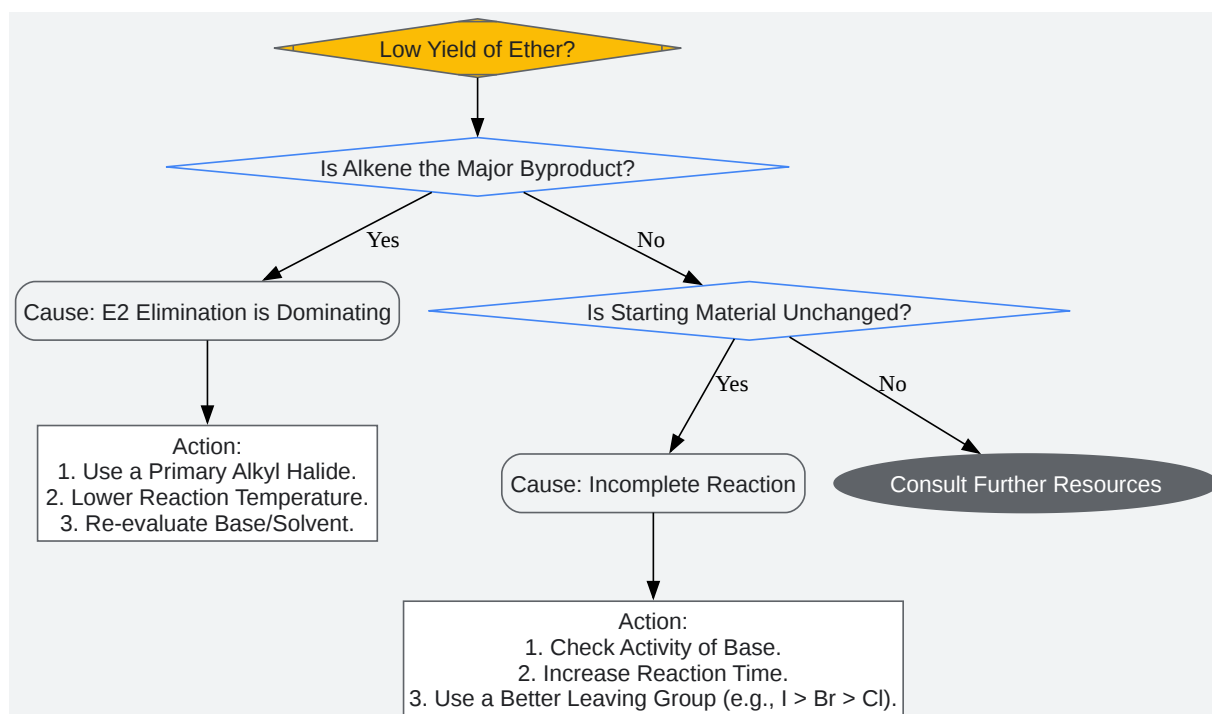 Low Yield of Ether?
Is Alkene the Major Byproduct?
Yes
No
Cause: E2 Elimination is Dominating
Is Starting Material Unchanged?
Yes
No
Action:
1. Use a Primary Alkyl Halide.
2. Lower Reaction Temperature.
3. Re-evaluate Base/Solvent.
Cause: Incomplete Reaction
Consult Further Resources
Action:
1. Check Activity of Base.
2. Increase Reaction Time.
3. Use a Better Leaving Group (e.g., I > Br > Cl).